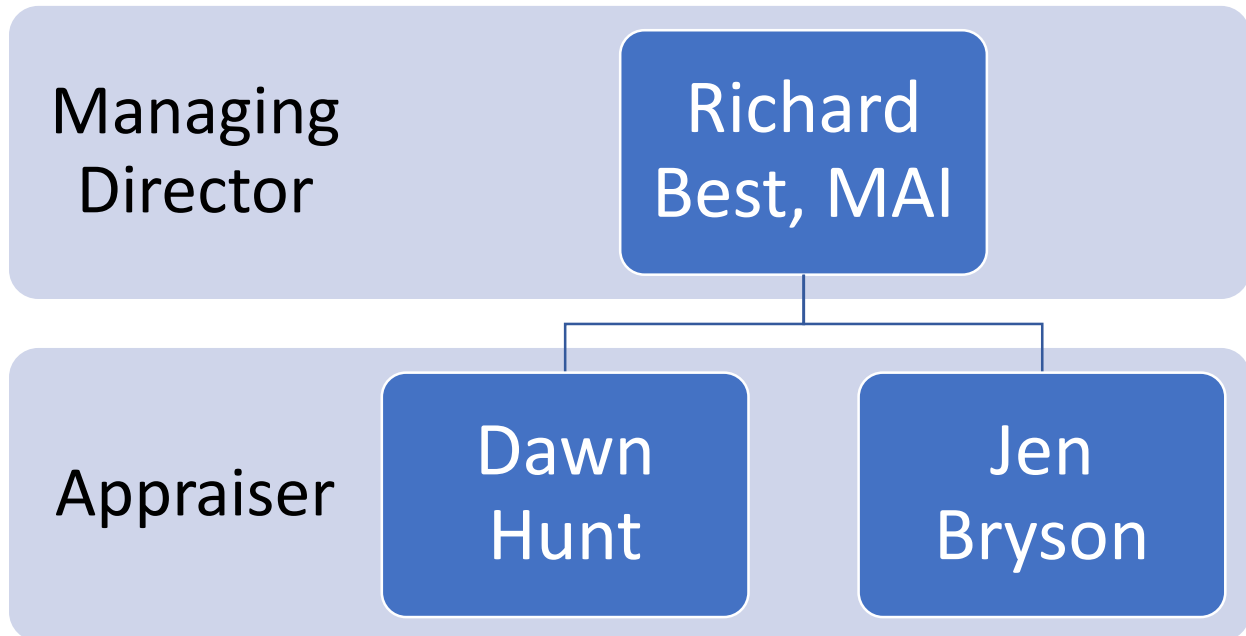 Managing
Director
Richard
Best, MAI
Appraiser
Dawn
Hunt
Jen
Bryson